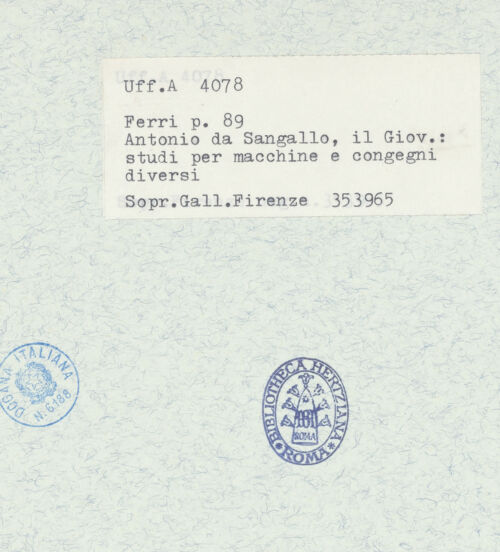 Uff.A 4078
Ferri p. 89
Antonio da Sangallo, il Giov.:
studi per macchine e congegni
diversi
Sopr.Gall.Firenze 353965
DOGANA ITALIANA
N. 6188
BIBLIOTHECA HERTZIANA
ROMA
ROMA